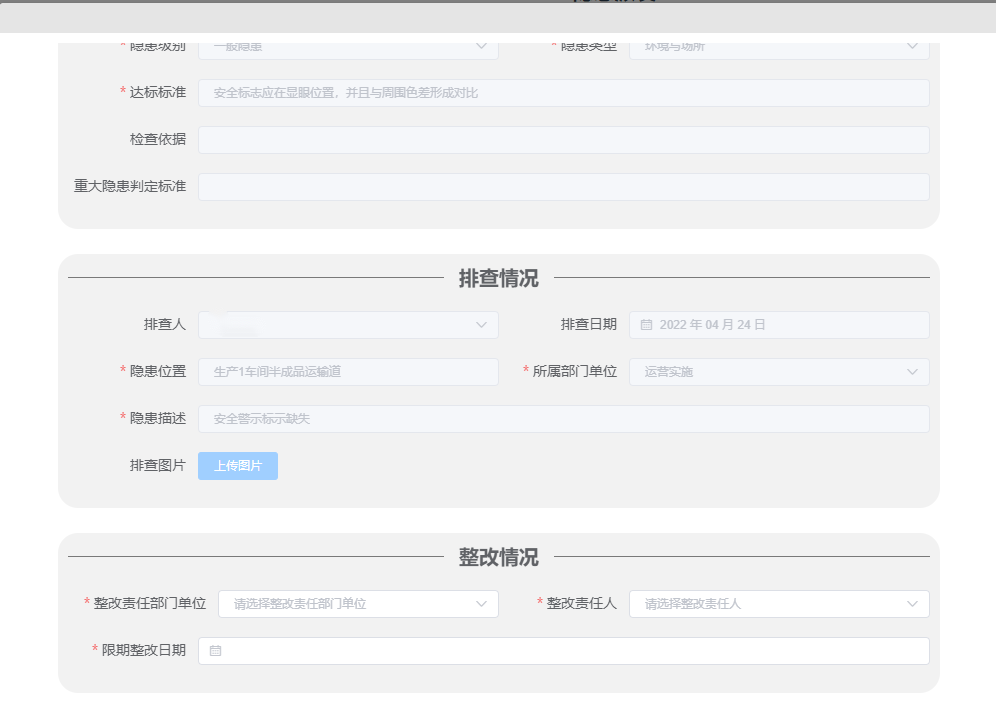 * 隐患级别 一般隐患 * 隐患类型 环境与场所
* 达标标准 安全标志应在显眼位置，并且与周围色差形成对比
检查依据
重大隐患判定标准
排查情况
排查人 排查日期 2022 年 04 月 24 日
* 隐患位置 生产1车间半成品运输道 * 所属部门单位 运营实施
* 隐患描述 安全警示标示缺失
排查图片 上传图片
整改情况
* 整改责任部门单位 请选择整改责任部门单位 * 整改责任人 请选择整改责任人
* 限期整改日期